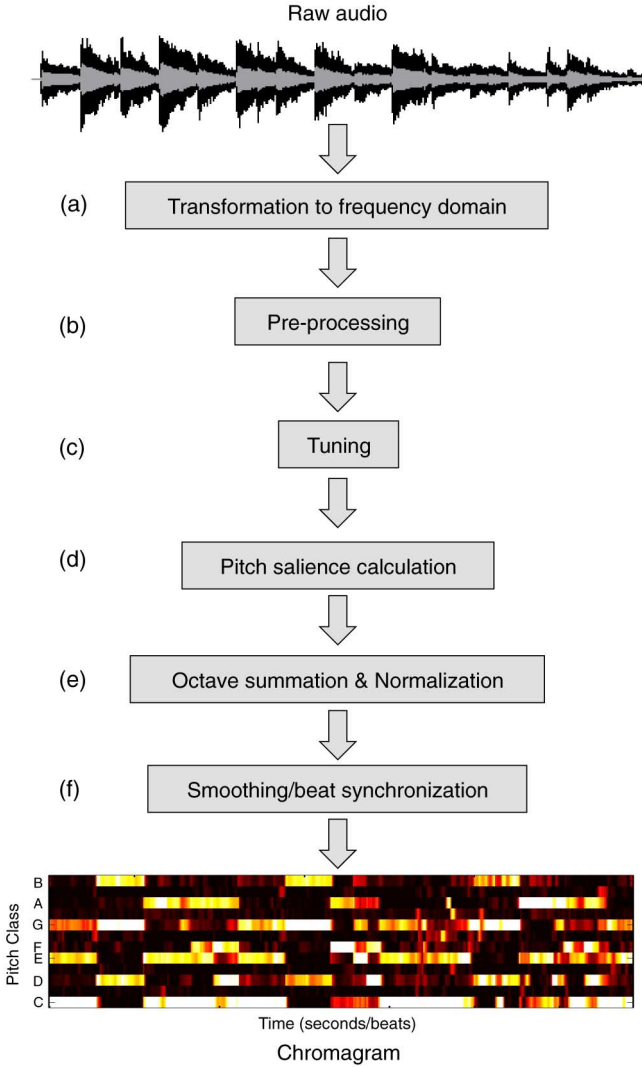 Raw audio
(a) Transformation to frequency domain
(b) Pre-processing
(c) Tuning
(d) Pitch salience calculation
(e) Octave summation & Normalization
(f) Smoothing/beat synchronization
Pitch Class
B
A
G
F
E
D
C
Time (seconds/beats)
Chromagram